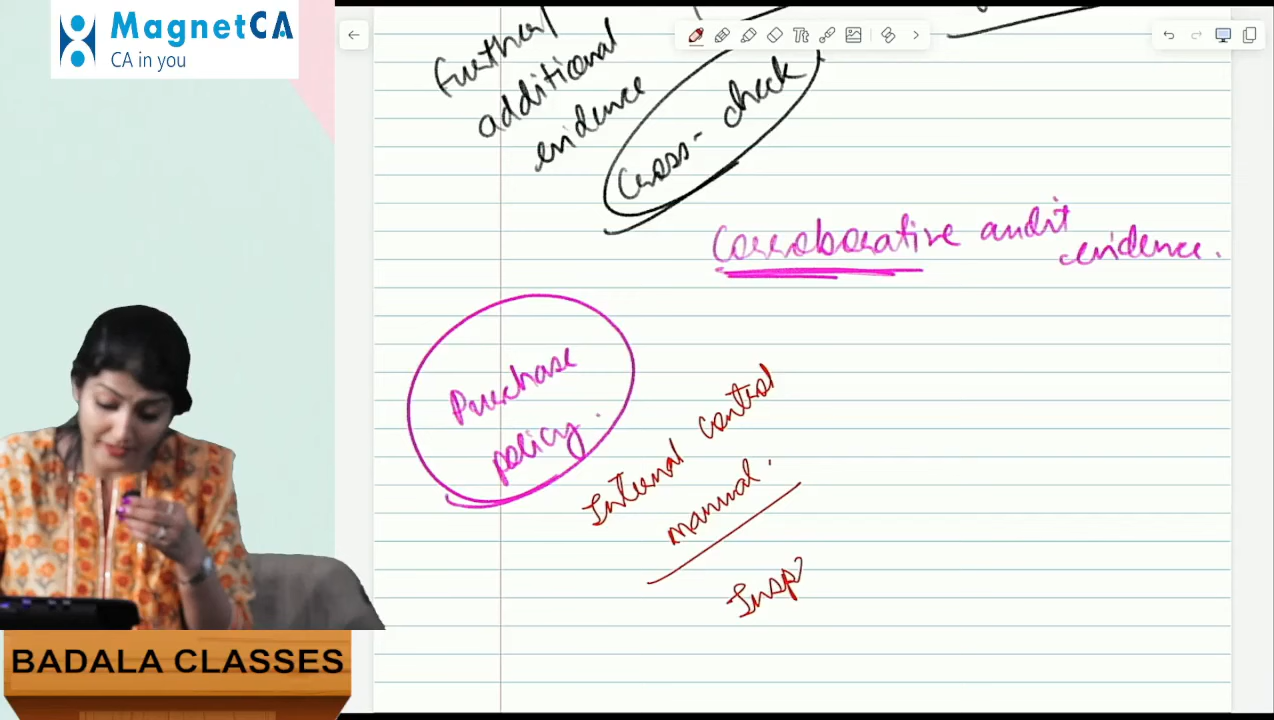 MagnetCA
CA in you
further/
additional
evidence
Cross-check
Corroborative audit
evidence.
Purchase
policy.
Internal control
manual.
Insp
Tt
BADALA CLASSES